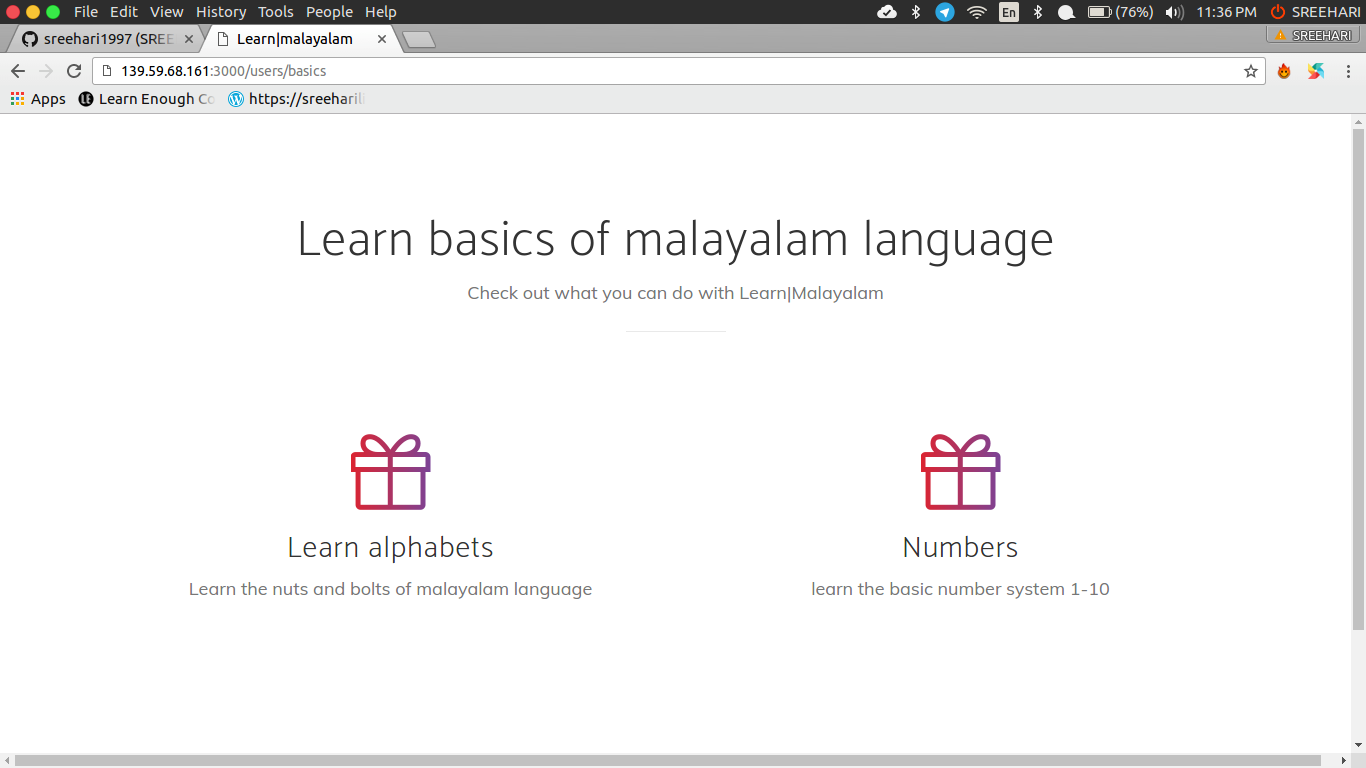 File Edit View History Tools People Help
En
(76%)
11:36 PM
SREEHARI
sreehari1997 (SREE
Learn|malayalam
SREEHARI
139.59.68.161:3000/users/basics
Apps
LE
Learn Enough Co
https://sreeharil
Learn basics of malayalam language
Check out what you can do with Learn|Malayalam
Learn alphabets
Learn the nuts and bolts of malayalam language
Numbers
learn the basic number system 1-10